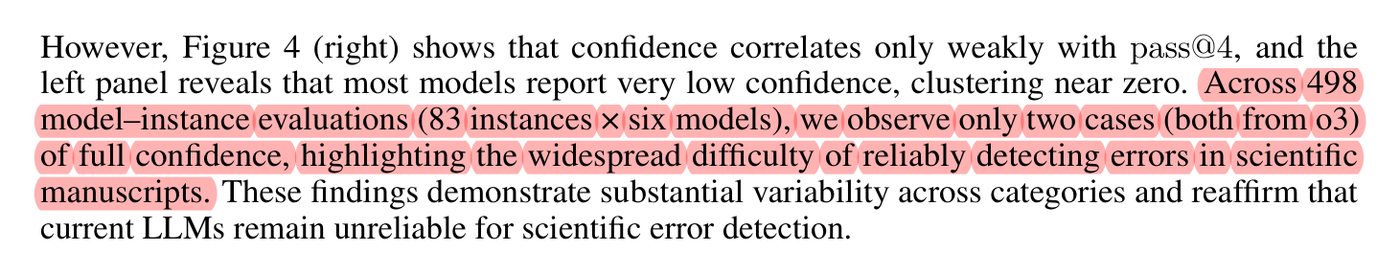 However, Figure 4 (right) shows that confidence correlates only weakly with pass@4, and the
left panel reveals that most models report very low confidence, clustering near zero. Across 498
model–instance evaluations (83 instances × six models), we observe only two cases (both from o3)
of full confidence, highlighting the widespread difficulty of reliably detecting errors in scientific
manuscripts. These findings demonstrate substantial variability across categories and reaffirm that
current LLMs remain unreliable for scientific error detection.